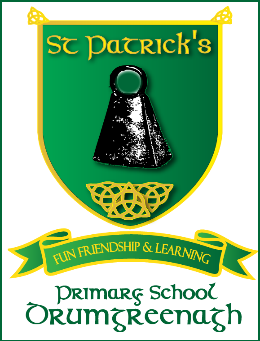 St Patrick's
FUN FRIENDSHIP & LEARNING
Primary School
Drumgreenagh